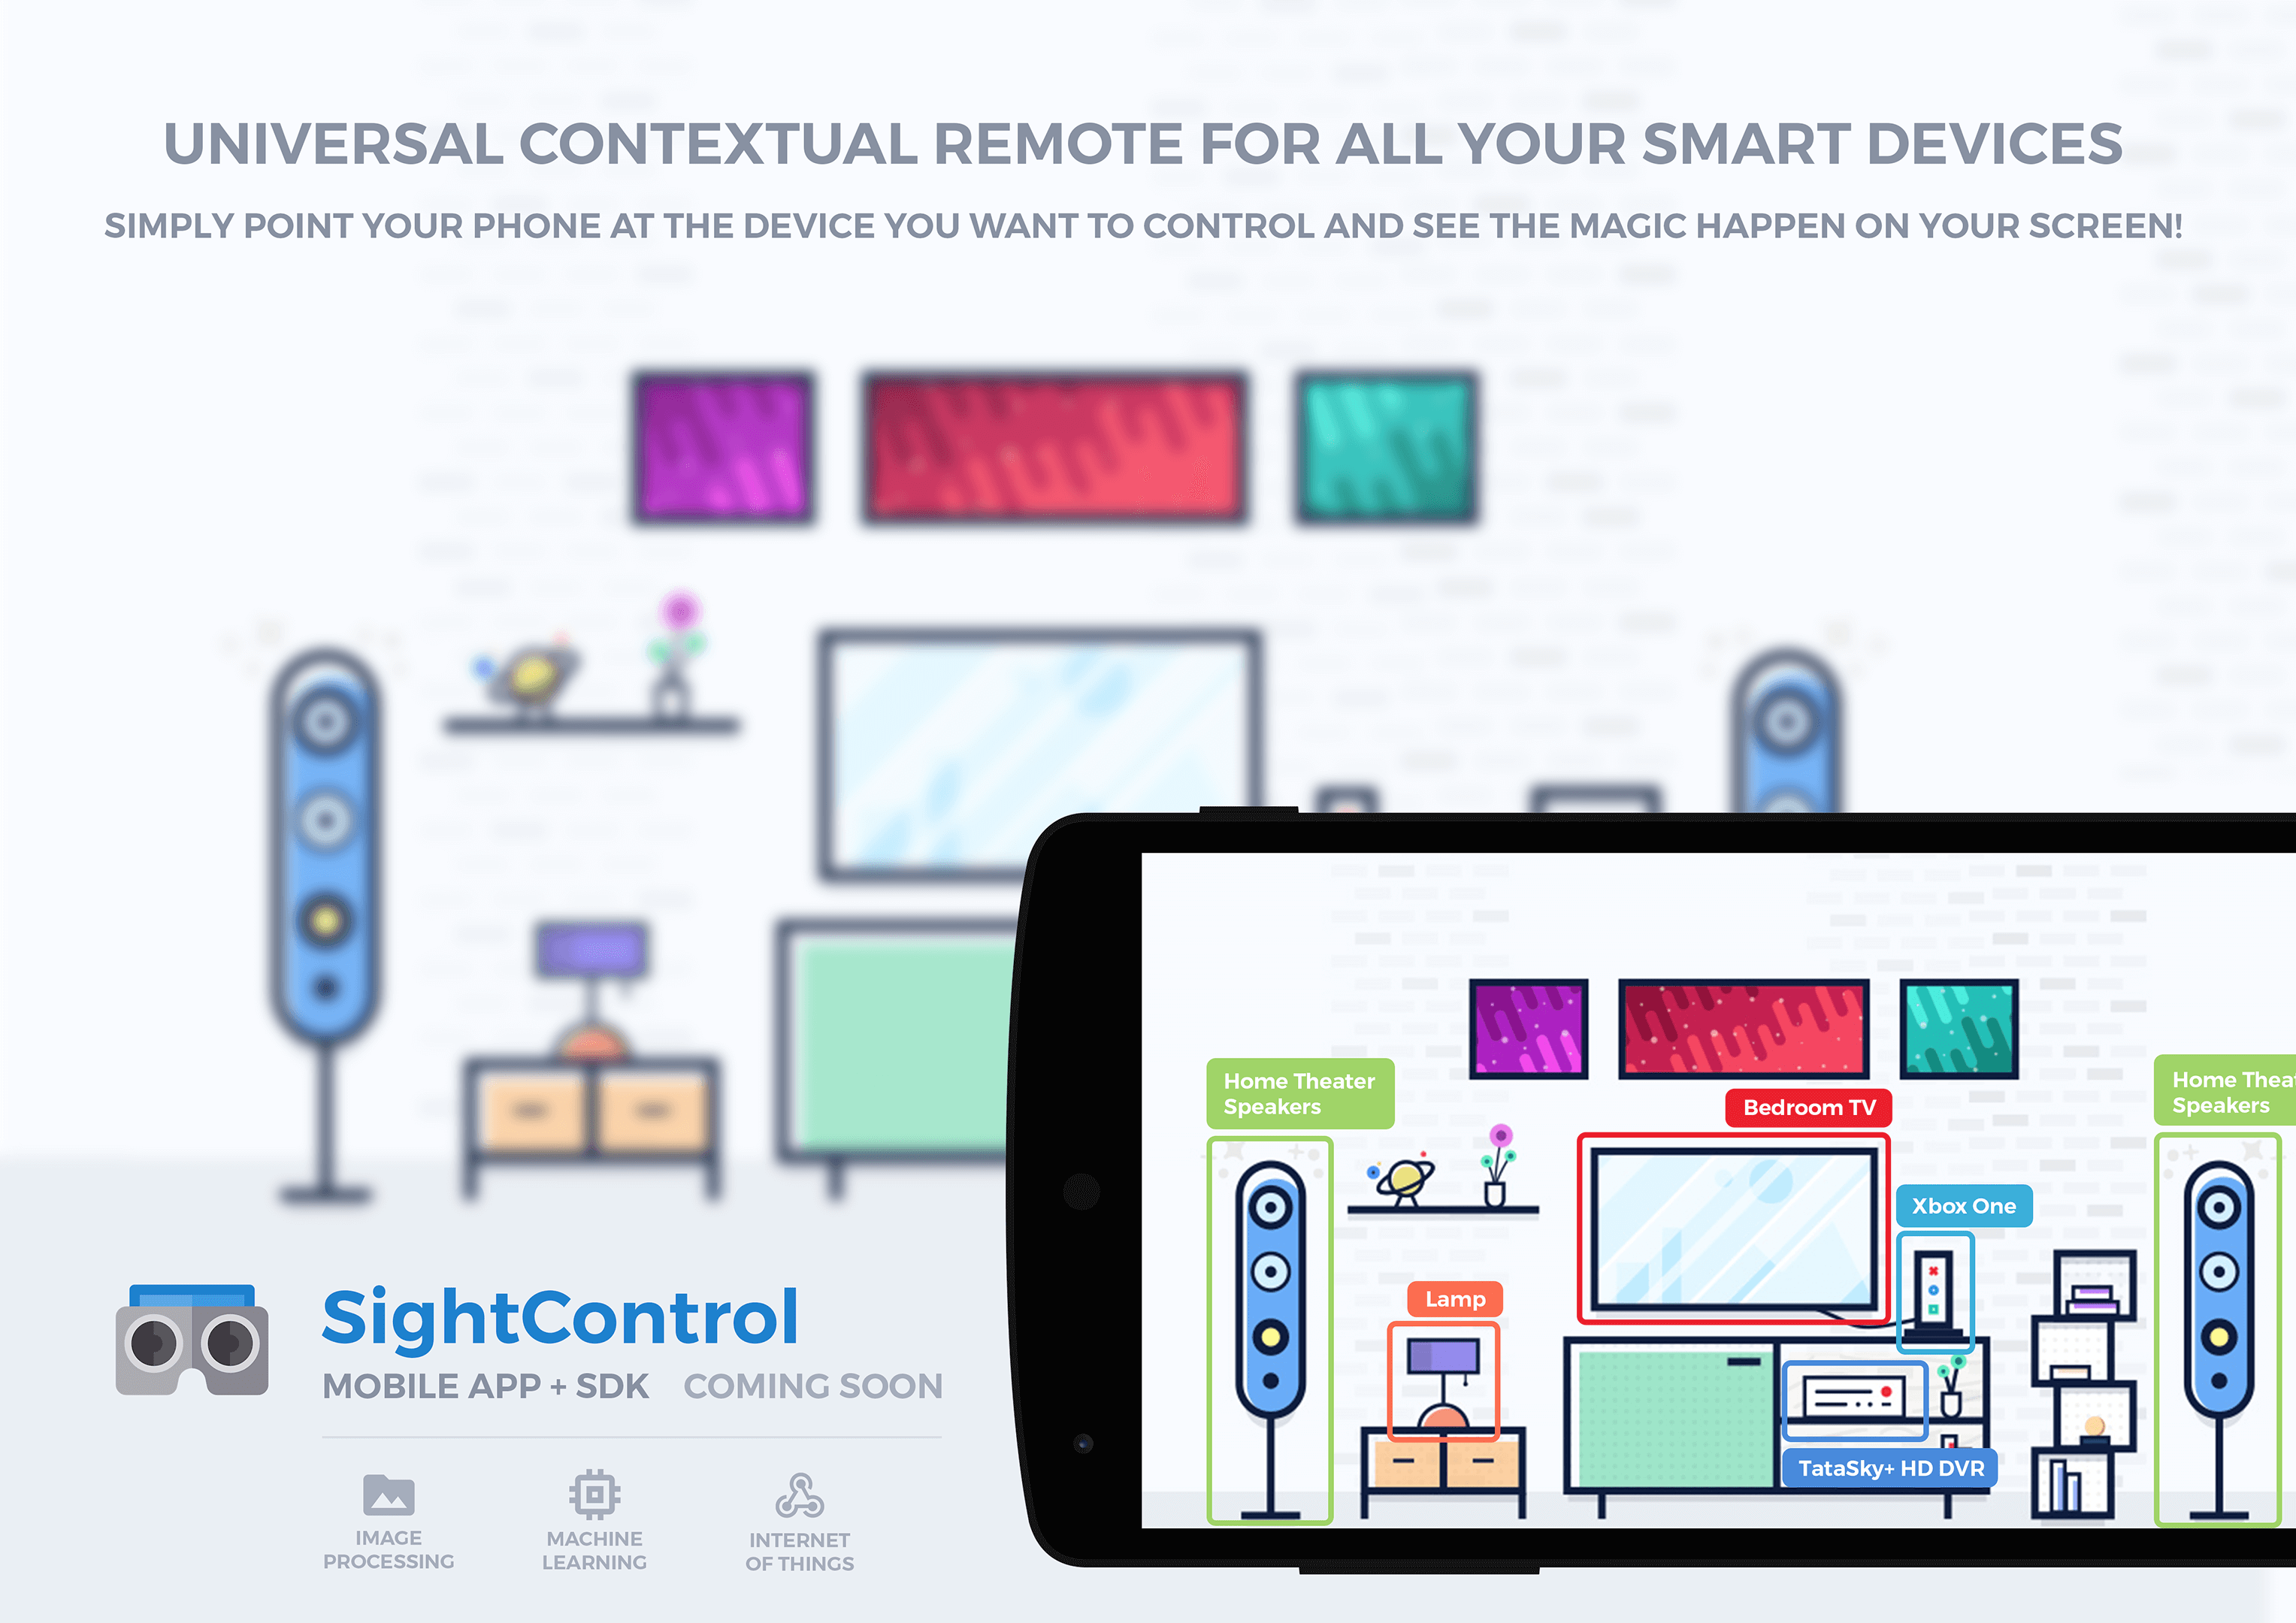 UNIVERSAL CONTEXTUAL REMOTE FOR ALL YOUR SMART DEVICES
SIMPLY POINT YOUR PHONE AT THE DEVICE YOU WANT TO CONTROL AND SEE THE MAGIC HAPPEN ON YOUR SCREEN!
Home Theater
Speakers
Bedroom TV
Home Thea
Speakers
Xbox One
Lamp
TataSky+ HD DVR
SightControl
MOBILE APP + SDK COMING SOON
IMAGE
PROCESSING
MACHINE
LEARNING
INTERNET
OF THINGS